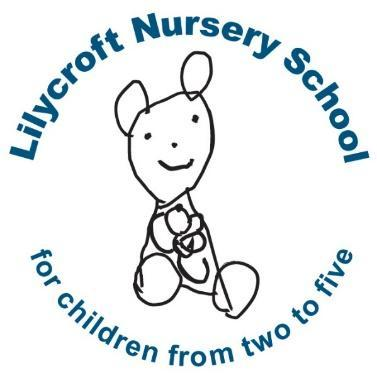 Lilycroft Nursery School
for children from two to five